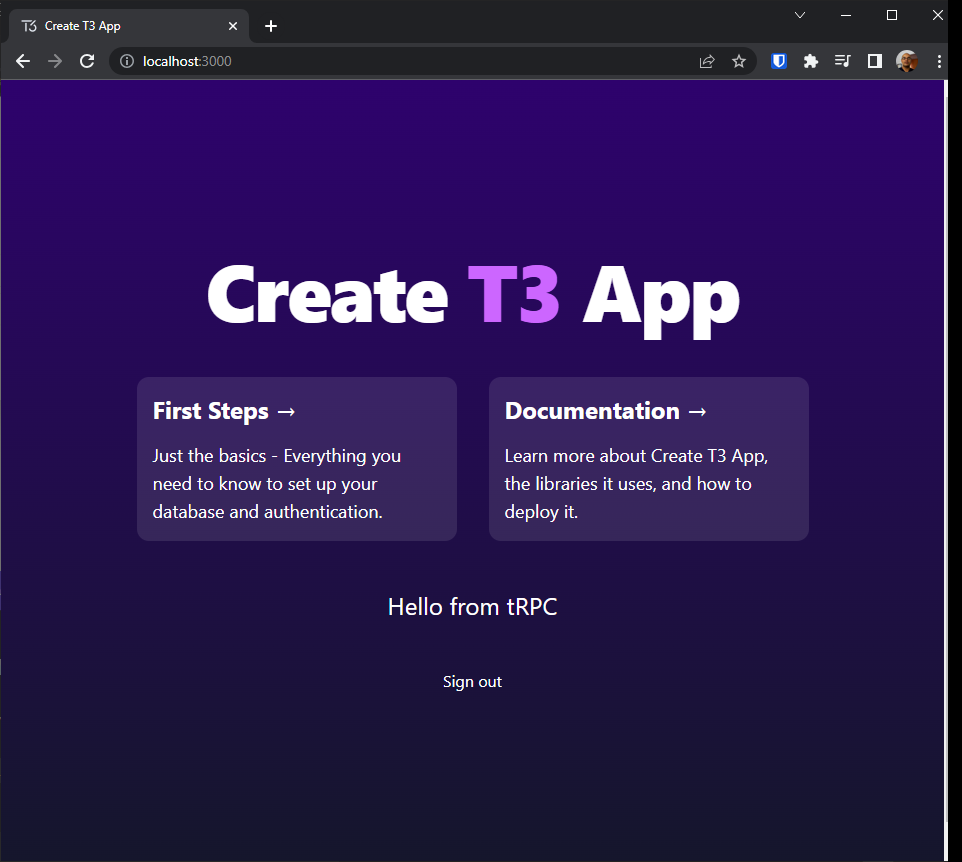 Create T3 App
localhost:3000
Create T3 App
First Steps →
Just the basics - Everything you
need to know to set up your
database and authentication.
Documentation →
Learn more about Create T3 App,
the libraries it uses, and how to
deploy it.
Hello from tRPC
Sign out